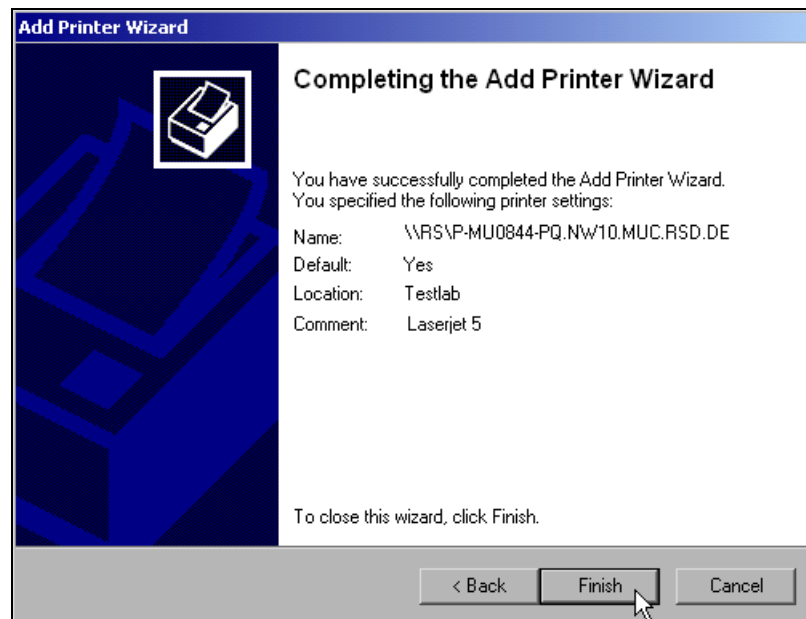 Add Printer Wizard
Completing the Add Printer Wizard
You have successfully completed the Add Printer Wizard.
You specified the following printer settings:
Name: \\RS\P-MU0844-PQ.NW10.MUC.RSD.DE
Default: Yes
Location: Testlab
Comment: Laserjet 5
To close this wizard, click Finish.
< Back Finish Cancel